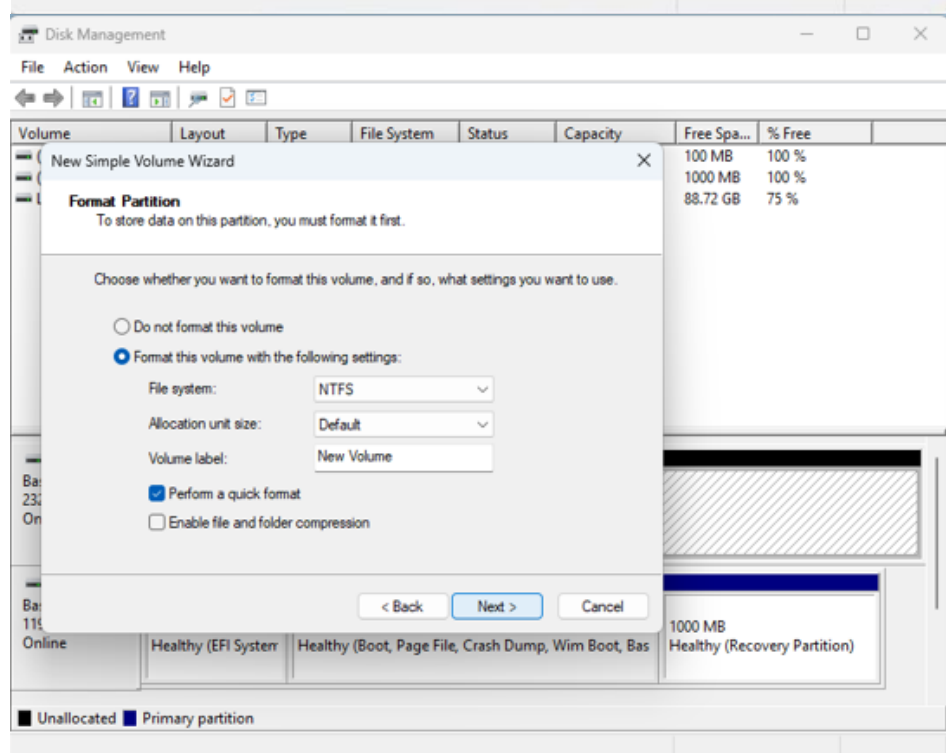 Disk Management
File Action View Help
Volume Layout Type File System Status Capacity Free Spa... % Free
100 MB 100 %
1000 MB 100 %
88.72 GB 75 %
New Simple Volume Wizard
Format Partition
To store data on this partition, you must format it first.
Choose whether you want to format this volume, and if so, what settings you want to use.
Do not format this volume
Format this volume with the following settings:
File system: NTFS
Allocation unit size: Default
Volume label: New Volume
Perform a quick format
Enable file and folder compression
< Back Next > Cancel
Ba
232
On
Ba
119
Online
Healthy (EFI System
Healthy (Boot, Page File, Crash Dump, Wim Boot, Bas
1000 MB
Healthy (Recovery Partition)
Unallocated Primary partition